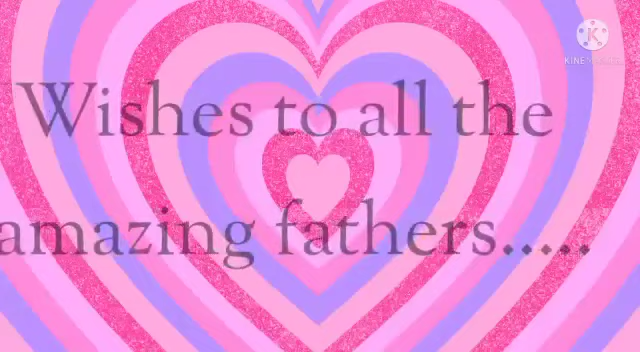 Wishes to all the
amazing fathers.....
K